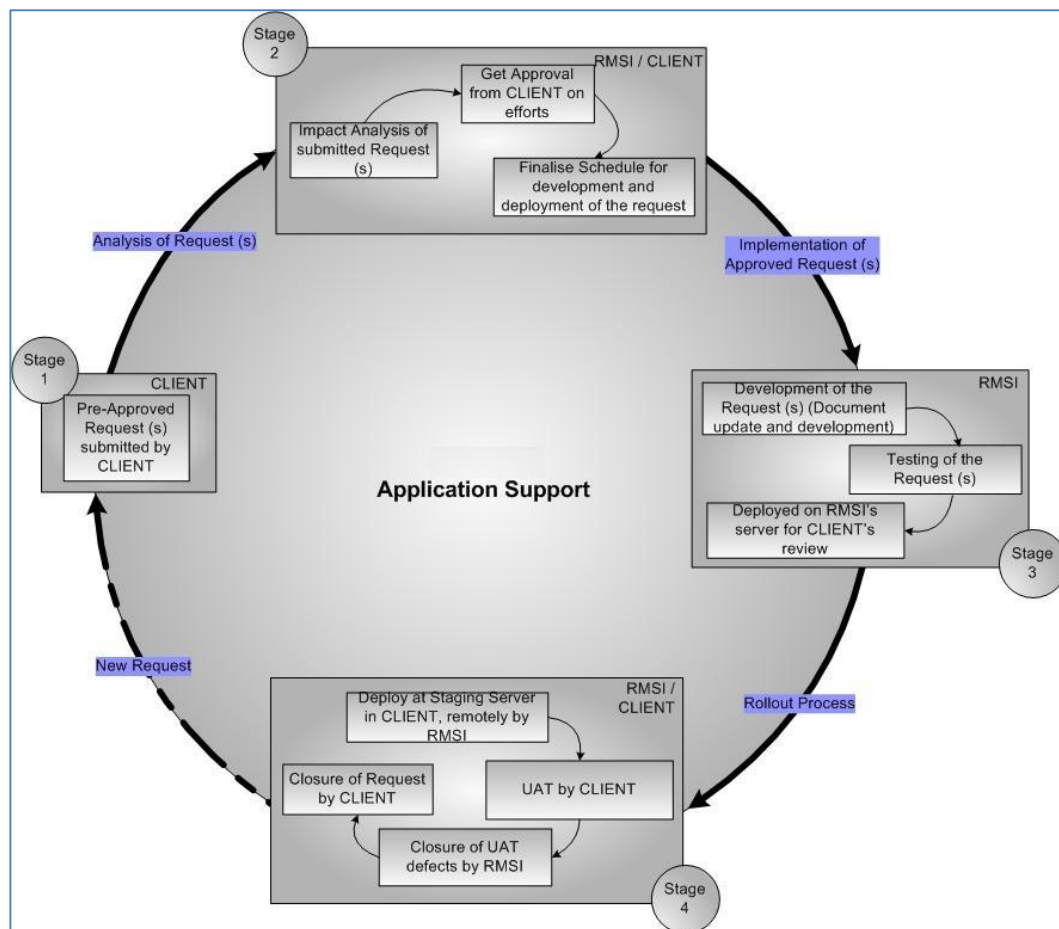 Stage
2
RMSI / CLIENT
Get Approval
from CLIENT on
efforts
Impact Analysis of
submitted Request
(s)
Finalise Schedule for
development and
deployment of the request
Analysis of Request (s)
Implementation of
Approved Request (s)
Stage
1
CLIENT
Pre-Approved
Request (s)
submitted by
CLIENT
RMSI
Development of the
Request (s) (Document
update and development)
Testing of the
Request (s)
Deployed on RMSI's
server for CLIENT's
review
Stage
3
Application Support
New Request
Rollout Process
RMSI /
CLIENT
Deploy at Staging Server
in CLIENT, remotely by
RMSI
UAT by CLIENT
Closure of UAT
defects by RMSI
Closure of Request
by CLIENT
Stage
4